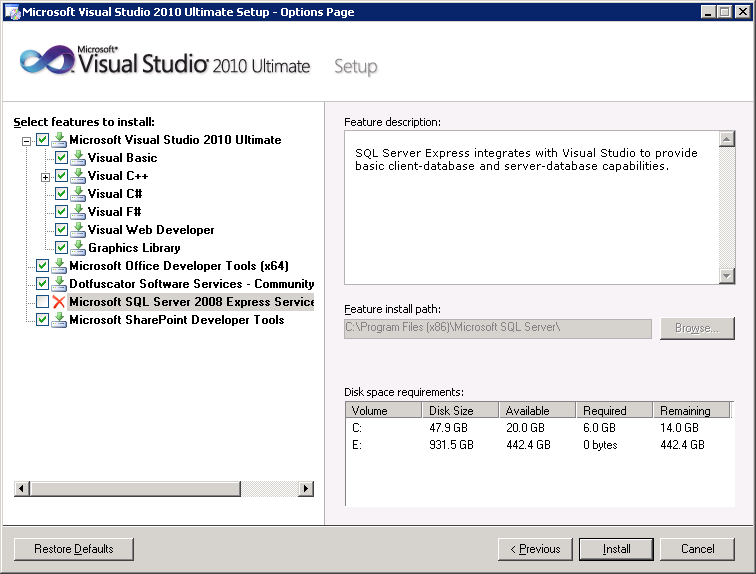 Microsoft Visual Studio 2010 Ultimate Setup - Options Page
Microsoft®
Visual Studio® 2010 Ultimate Setup
Select features to install:
Microsoft Visual Studio 2010 Ultimate
Visual Basic
Visual C++
Visual C#
Visual F#
Visual Web Developer
Graphics Library
Microsoft Office Developer Tools (x64)
Dotfuscator Software Services - Community
Microsoft SQL Server 2008 Express Service
Microsoft SharePoint Developer Tools
Feature description:
SQL Server Express integrates with Visual Studio to provide
basic client-database and server-database capabilities.
Feature install path:
C:\Program Files (x86)\Microsoft SQL Server\ Browse...
Disk space requirements:
Volume Disk Size Available Required Remaining
C: 47.9 GB 20.0 GB 6.0 GB 14.0 GB
E: 931.5 GB 442.4 GB 0 bytes 442.4 GB
Restore Defaults < Previous Install Cancel